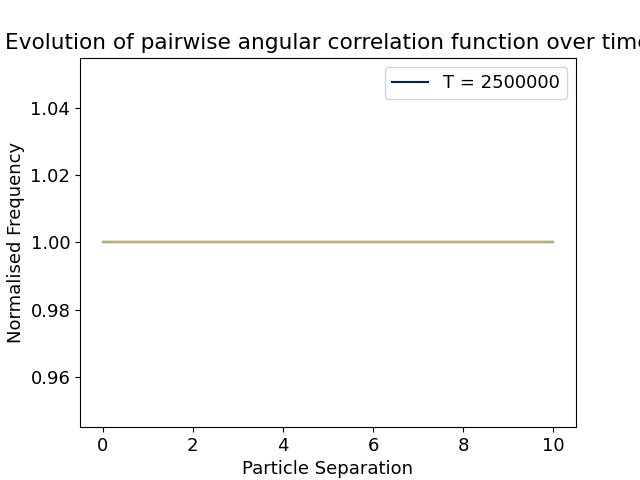 Evolution of pairwise angular correlation function over time
T = 2500000
Normalised Frequency
1.04
1.02
1.00
0.98
0.96
0 2 4 6 8 10
Particle Separation